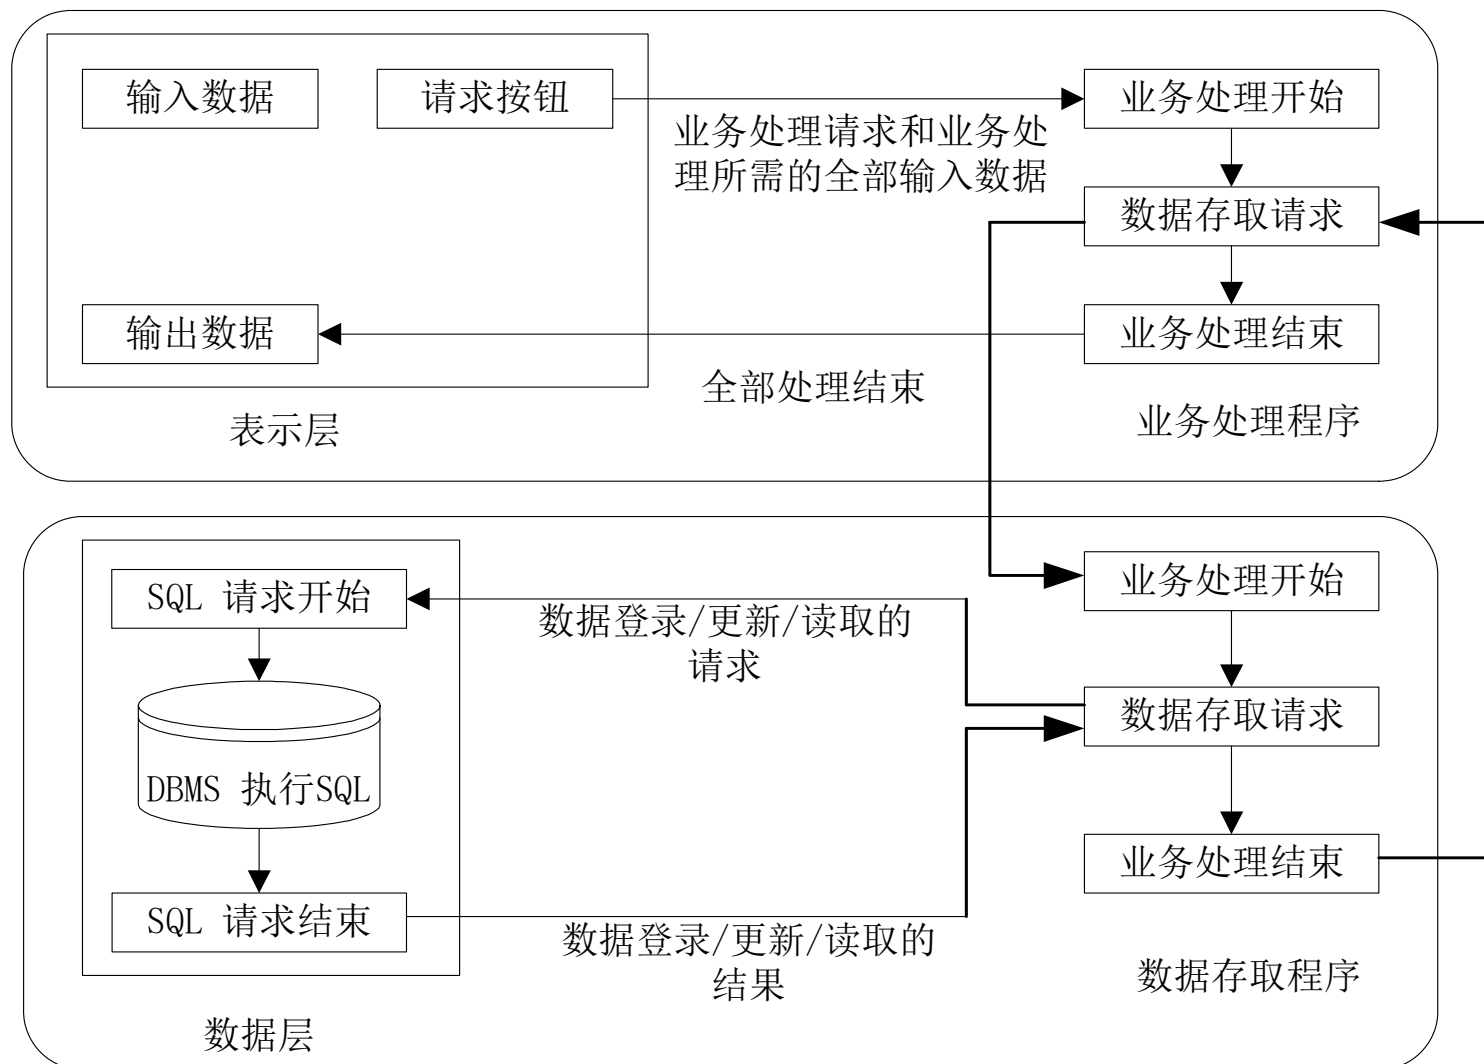 输入数据
请求按钮
业务处理开始
业务处理请求和业务处
理所需的全部输入数据
数据存取请求
输出数据
业务处理结束
全部处理结束
表示层
业务处理程序
SQL 请求开始
数据登录/更新/读取的
请求
业务处理开始
数据存取请求
DBMS 执行SQL
业务处理结束
SQL 请求结束
数据登录/更新/读取的
结果
数据存取程序
数据层